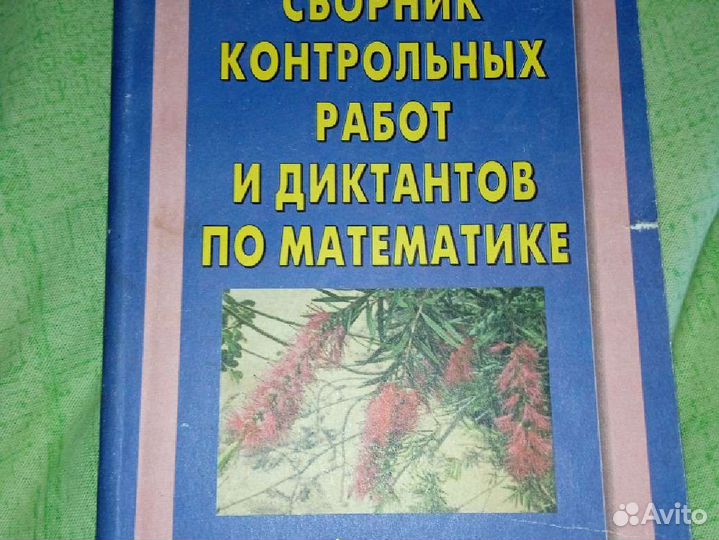 СБОРНИК
КОНТРОЛЬНЫХ
РАБОТ
И ДИКТАНТОВ
ПО МАТЕМАТИКЕ
Avito